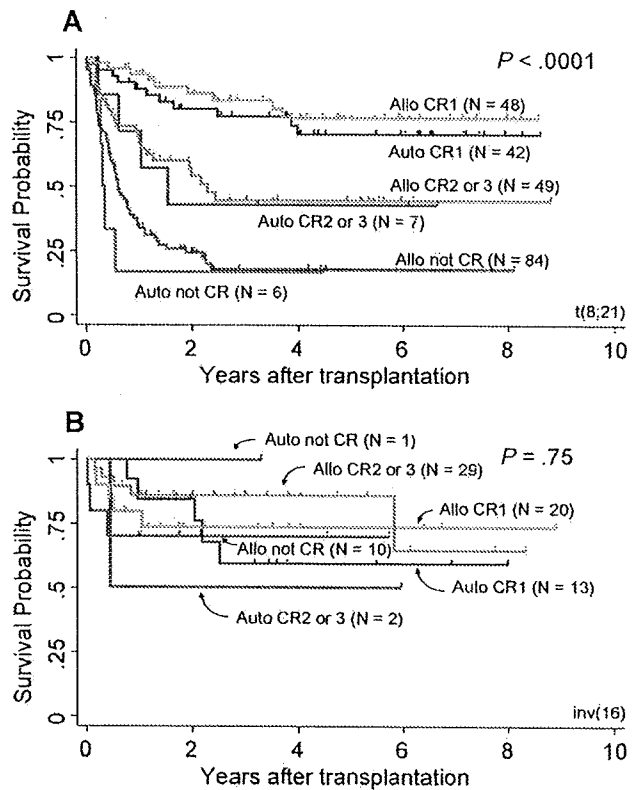 A
P < .0001
Survival Probability
1
.75
.5
.25
0
Allo CR1 (N = 48)
Auto CR1 (N = 42)
Allo CR2 or 3 (N = 49)
Auto CR2 or 3 (N = 7)
Allo not CR (N = 84)
Auto not CR (N = 6)
t(8;21)
0 2 4 6 8 10
Years after transplantation
B
P = .75
Survival Probability
1
.75
.5
.25
0
Auto not CR (N = 1)
Allo CR2 or 3 (N = 29)
Allo CR1 (N = 20)
Allo not CR (N = 10)
Auto CR1 (N = 13)
Auto CR2 or 3 (N = 2)
inv(16)
0 2 4 6 8 10
Years after transplantation